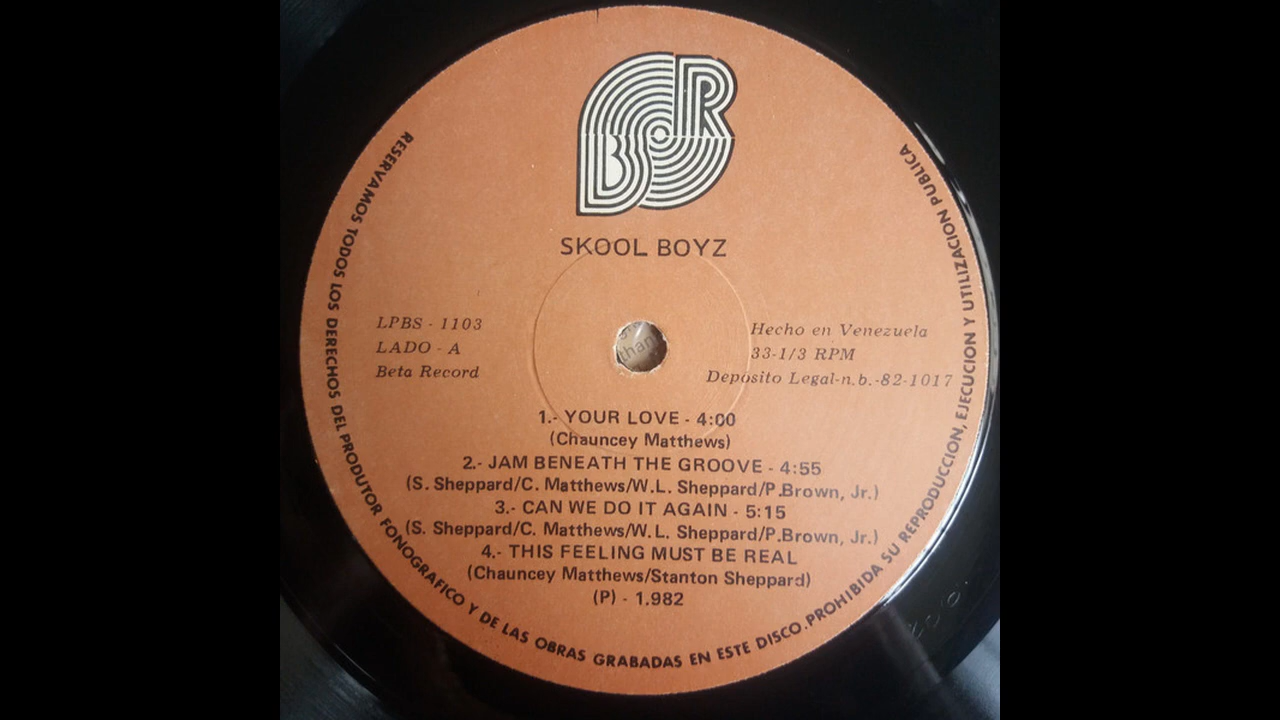 BSR
SKOOL BOYZ
LPBS - 1103
LADO - A
Beta Record
Hecho en Venezuela
33-1/3 RPM
Depósito Legal-n.b.-82-1017
1.- YOUR LOVE - 4:00
(Chauncey Matthews)
2.- JAM BENEATH THE GROOVE - 4:55
(S. Sheppard/C. Matthews/W.L. Sheppard/P.Brown, Jr.)
3.- CAN WE DO IT AGAIN - 5:15
(S. Sheppard/C. Matthews/W.L. Sheppard/P.Brown, Jr.)
4.- THIS FEELING MUST BE REAL
(Chauncey Matthews/Stanton Sheppard)
(P) - 1.982
RESERVAMOS TODOS LOS DERECHOS DEL PRODUTOR FONOGRAFICO Y DE LAS OBRAS GRABADAS EN ESTE DISCO. PROHIBIDA SU REPRODUCCION, EJECUCION Y UTILIZACION PUBLICA